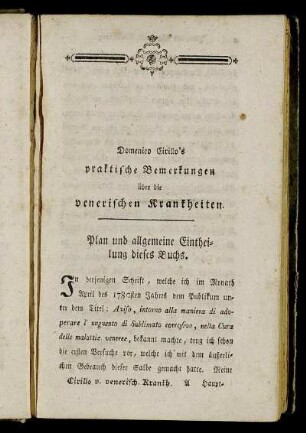 Domenico Cirillo's
praktische Bemerkungen
über die
venerischen Krankheiten.
Plan und allgemeine Einthei-
lung dieses Buchs.
In derjenigen Schrift, welche ich im Monath
April des Jahrs dem Publikum un-
ter dem Titel: Aviso, intorno alla maniera di ado-
perare l'unguento di Sublimato corrosivo, nella Cura
delle malattie veneree, bekannt machte, trug ich schon
die ersten Versuche vor, welche ich mit dem äußerli-
chen Gebrauch dieser Salbe gemacht hatte. Meine
Cirillo v. venerisch. Krankh. A Haupt-